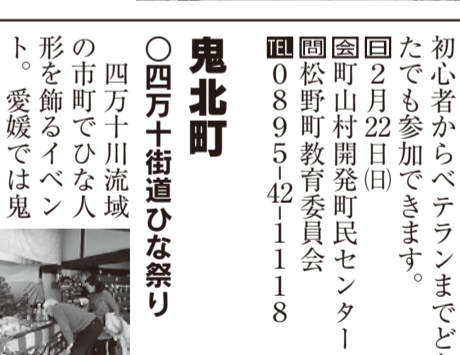 初心者からベテランまでど
たでも参加できます。
日2月22日(日)
会町山村開発町民センター
問松野町教育委員会
TEL0895-42-1118
鬼北町
○四万十街道ひな祭り
四万十川流域
の市町でひな人
形を飾るイベン
ト。愛媛では鬼